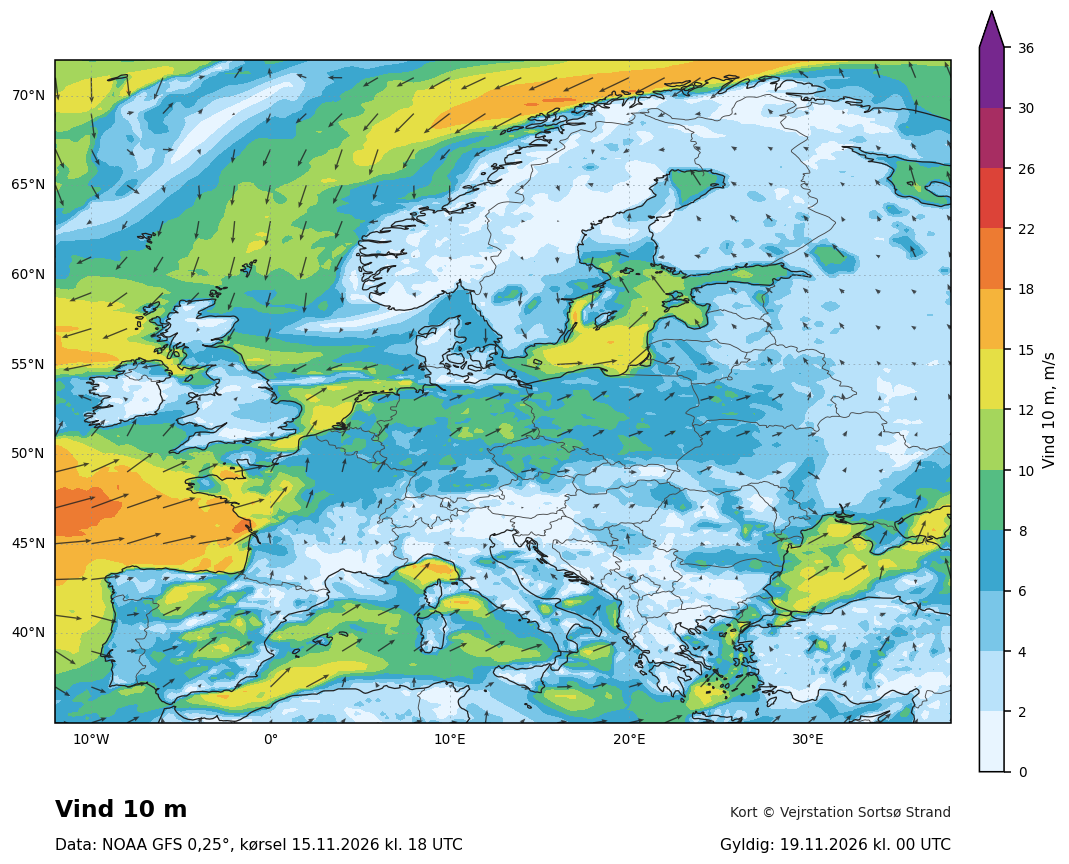 70°N
65°N
60°N
55°N
50°N
45°N
40°N
10°W
0°
10°E
20°E
30°E
36
30
26
22
18
15
12
10
8
6
4
2
0
Vind 10 m, m/s
Vind 10 m
Kort © Vejrstation Sortsø Strand
Data: NOAA GFS 0,25°, kørsel 15.11.2026 kl. 18 UTC
Gyldig: 19.11.2026 kl. 00 UTC